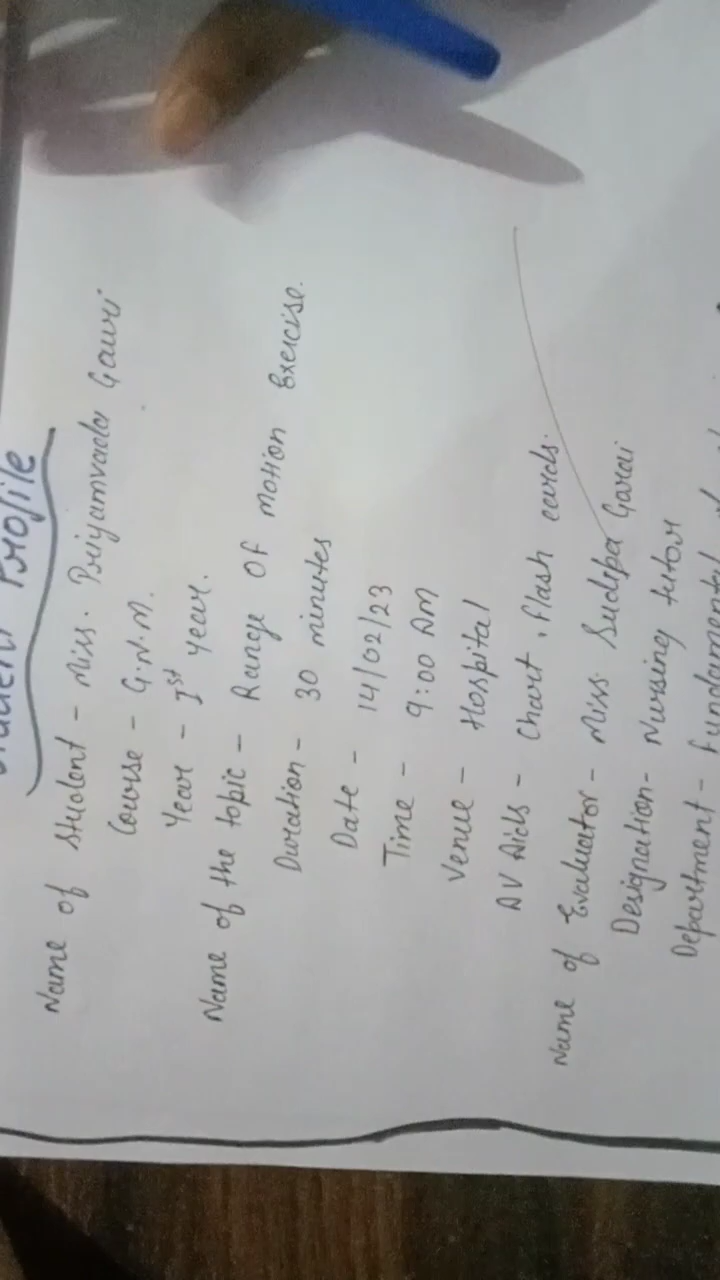 Profile
Name of Student - Miss. Priyamvada Gauri
Course - G.N.M.
Year - Ist year.
Name of the topic - Range of motion Exercise.
Duration - 30 minutes
Date - 14/02/23
Time - 9:00 AM
Venue - Hospital
AV Aids - Chart, flash cards.
Name of Evaluator - Miss. Sudipa Garai
Designation - Nursing tutor
Department - Fundamental of